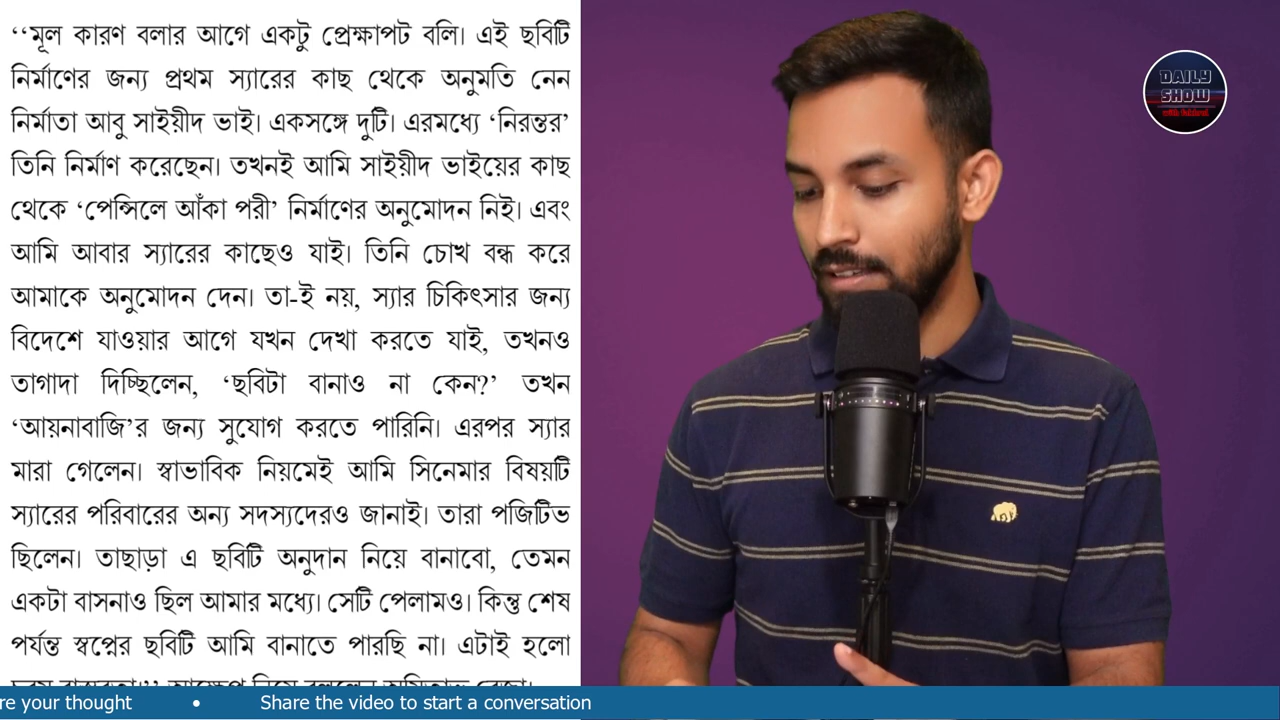 ‘‘মূল কারণ বলার আগে একটু প্রেক্ষাপট বলি। এই ছবিটি
নির্মাণের জন্য প্রথম স্যারের কাছ থেকে অনুমতি নেন
নির্মাতা আবু সাইয়ীদ ভাই। একসঙ্গে দুটি। এরমধ্যে ‘নিরন্তর’
তিনি নির্মাণ করেছেন। তখনই আমি সাইয়ীদ ভাইয়ের কাছ
থেকে ‘পেন্সিলে আঁকা পরী’ নির্মাণের অনুমোদন নিই। এবং
আমি আবার স্যারের কাছেও যাই। তিনি চোখ বন্ধ করে
আমাকে অনুমোদন দেন। তা-ই নয়, স্যার চিকিৎসার জন্য
বিদেশে যাওয়ার আগে যখন দেখা করতে যাই, তখনও
তাগাদা দিচ্ছিলেন, ‘ছবিটা বানাও না কেন?’ তখন
‘আয়নাবাজি’র জন্য সুযোগ করতে পারিনি। এরপর স্যার
মারা গেলেন। স্বাভাবিক নিয়মেই আমি সিনেমার বিষয়টি
স্যারের পরিবারের অন্য সদস্যদেরও জানাই। তারা পজিটিভ
ছিলেন। তাছাড়া এ ছবিটি অনুদান নিয়ে বানাবো, তেমন
একটা বাসনাও ছিল আমার মধ্যে। সেটি পেলামও। কিন্তু শেষ
পর্যন্ত স্বপ্নের ছবিটি আমি বানাতে পারছি না। এটাই হলো
DAILY
SHOW
re your thought • Share the video to start a conversation